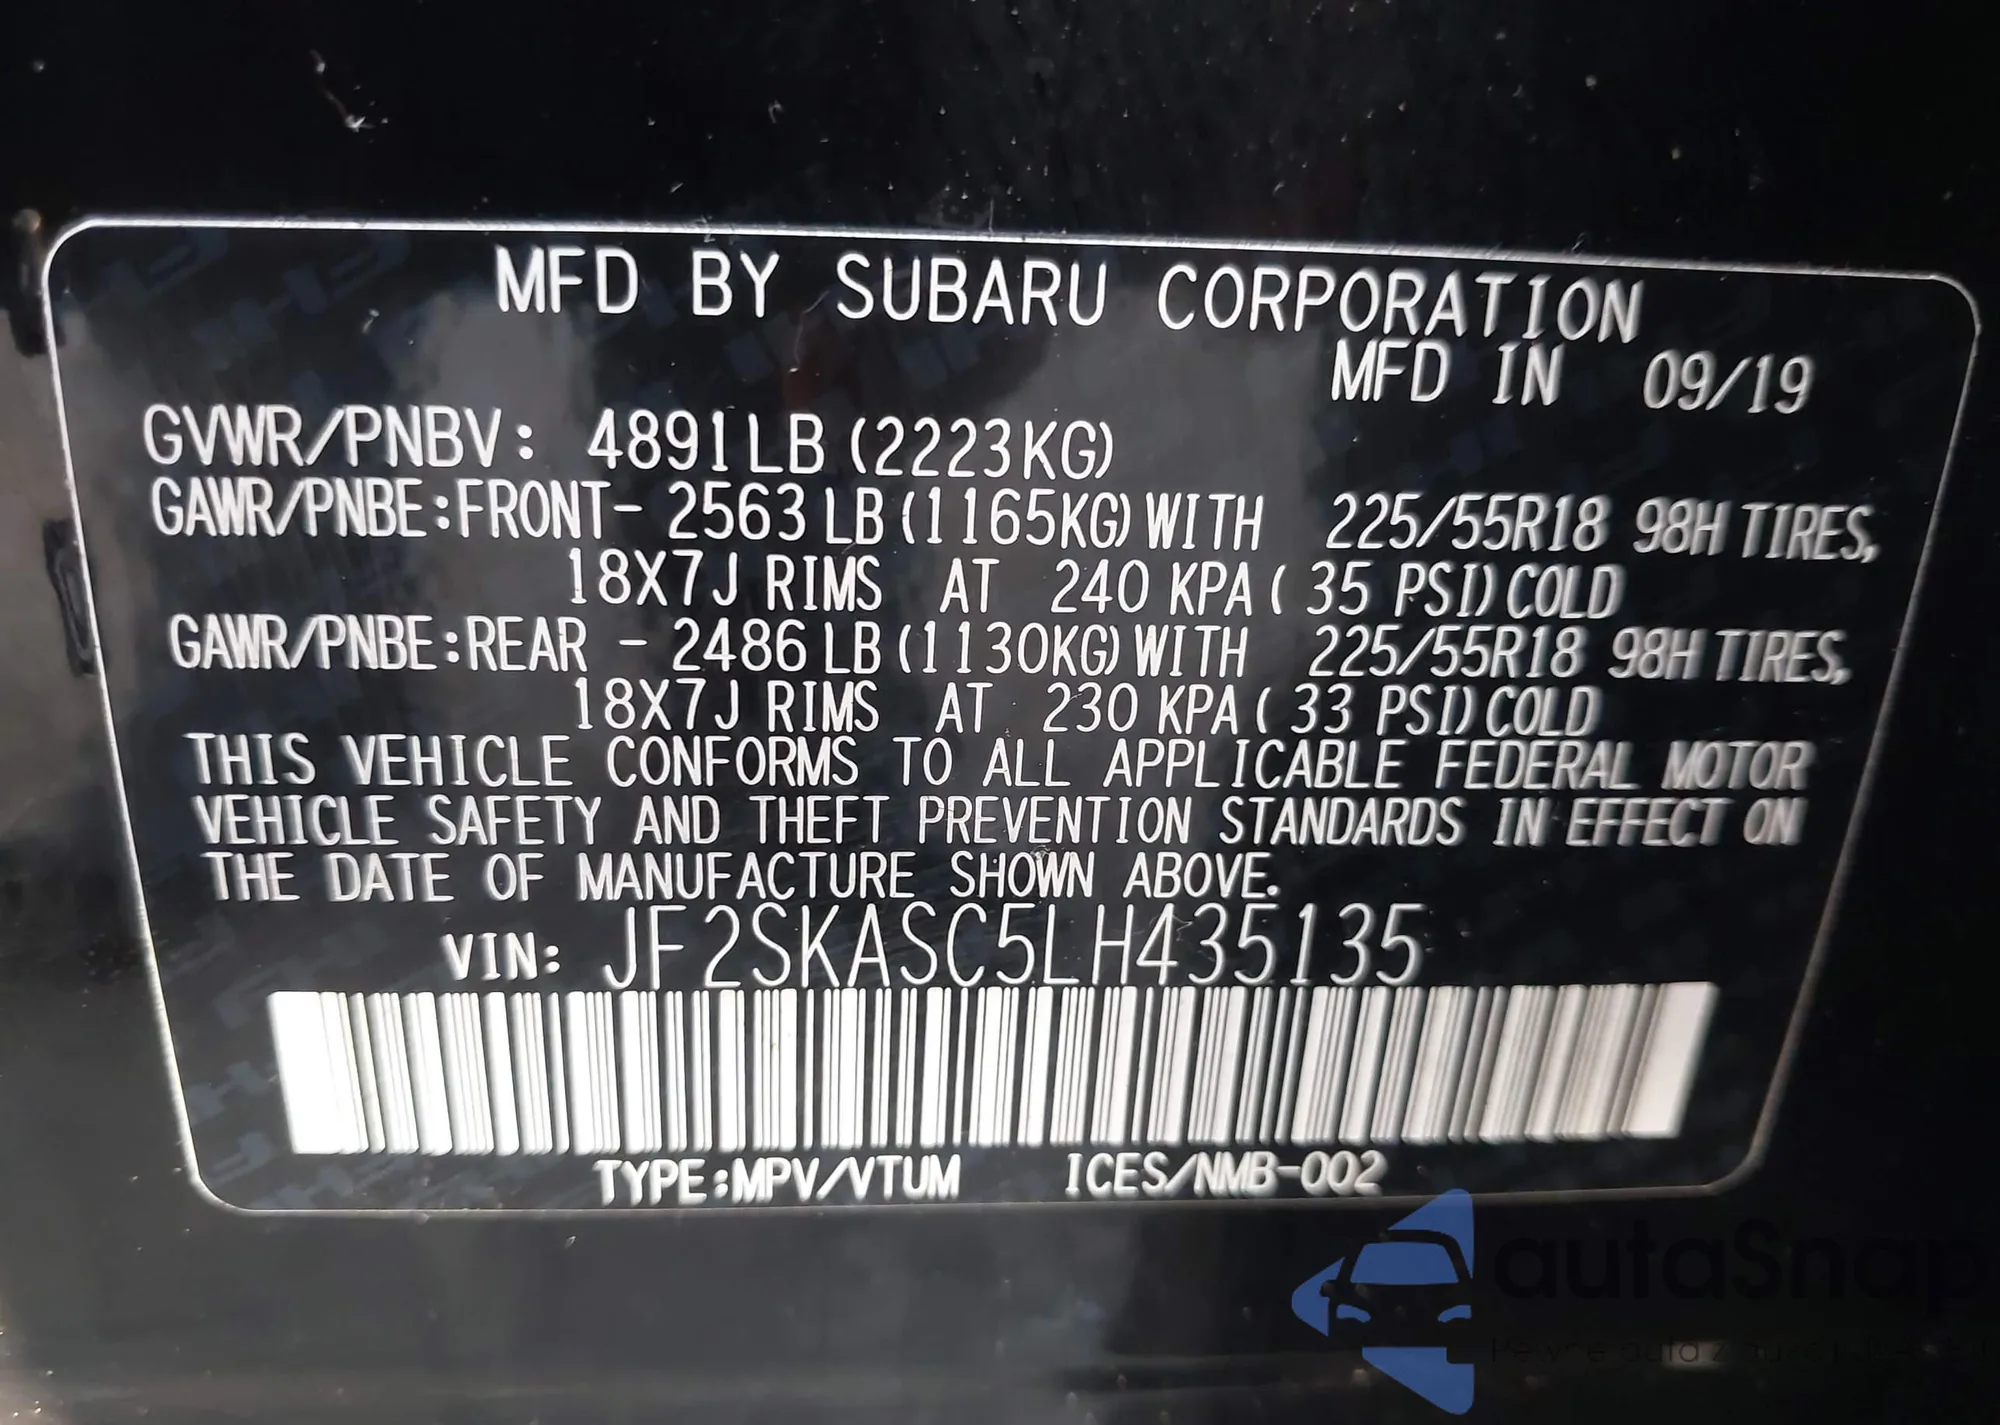 MFD BY SUBARU CORPORATION
MFD IN 09/19
GVWR/PNBV: 4891LB (2223KG)
GAWR/PNBE:FRONT- 2563 LB (1165KG) WITH 225/55R18 98H TIRES,
18X7J RIMS AT 240 KPA ( 35 PSI) COLD
GAWR/PNBE:REAR - 2486 LB (1130KG) WITH 225/55R18 98H TIRES,
18X7J RIMS AT 230 KPA ( 33 PSI) COLD
THIS VEHICLE CONFORMS TO ALL APPLICABLE FEDERAL MOTOR
VEHICLE SAFETY AND THEFT PREVENTION STANDARDS IN EFFECT ON
THE DATE OF MANUFACTURE SHOWN ABOVE.
VIN: JF2SKASC5LH435135
TYPE:MPV/VTUM ICES/NMB-002
autaSnap